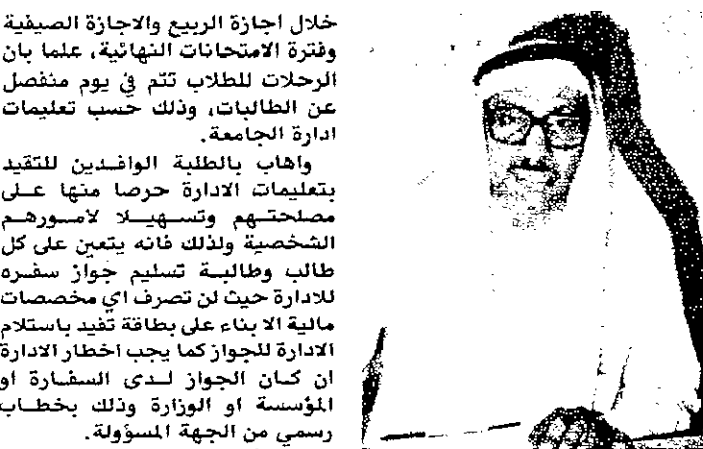 خلال اجازة الربيع والاجازة الصيفية
وفترة الامتحانات النهائية، علما بان
الرحلات للطلاب تتم في يوم منفصل
عن الطالبات، وذلك حسب تعليمات
ادارة الجامعة.
واهاب بالطلبة الوافدين للتقيد
بتعليمات الادارة حرصا منها على
مصلحتهم وتسهيلا لامورهم
الشخصية ولذلك فانه يتعين على كل
طالب وطالبة تسليم جواز سفره
للادارة حيث لن تصرف اي مخصصات
مالية الا بناء على بطاقة تفيد باستلام
الادارة للجواز كما يجب اخطار الادارة
ان كان الجواز لدى السفارة او
المؤسسة او الوزارة وذلك بخطاب
رسمي من الجهة المسؤولة.